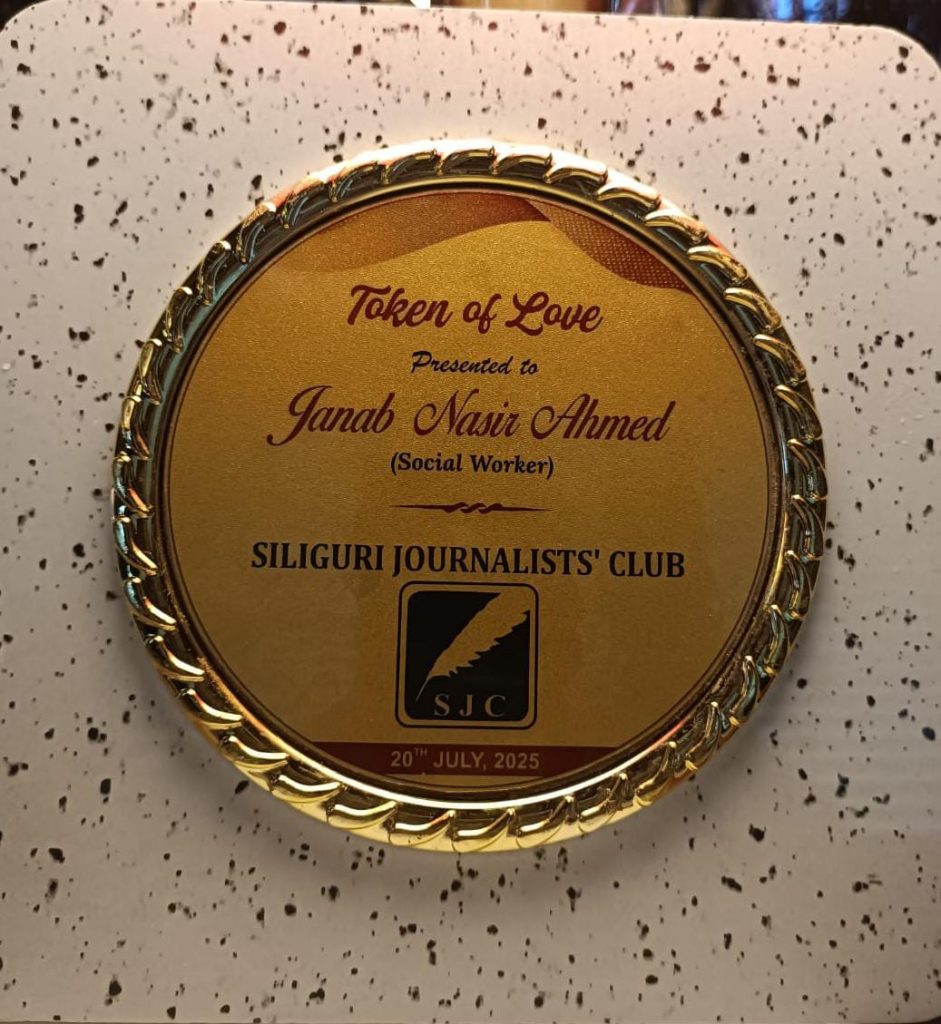 Token of Love
Presented to
Janab Nasir Ahmed
(Social Worker)
SILIGURI JOURNALISTS' CLUB
SJC
20TH JULY, 2025